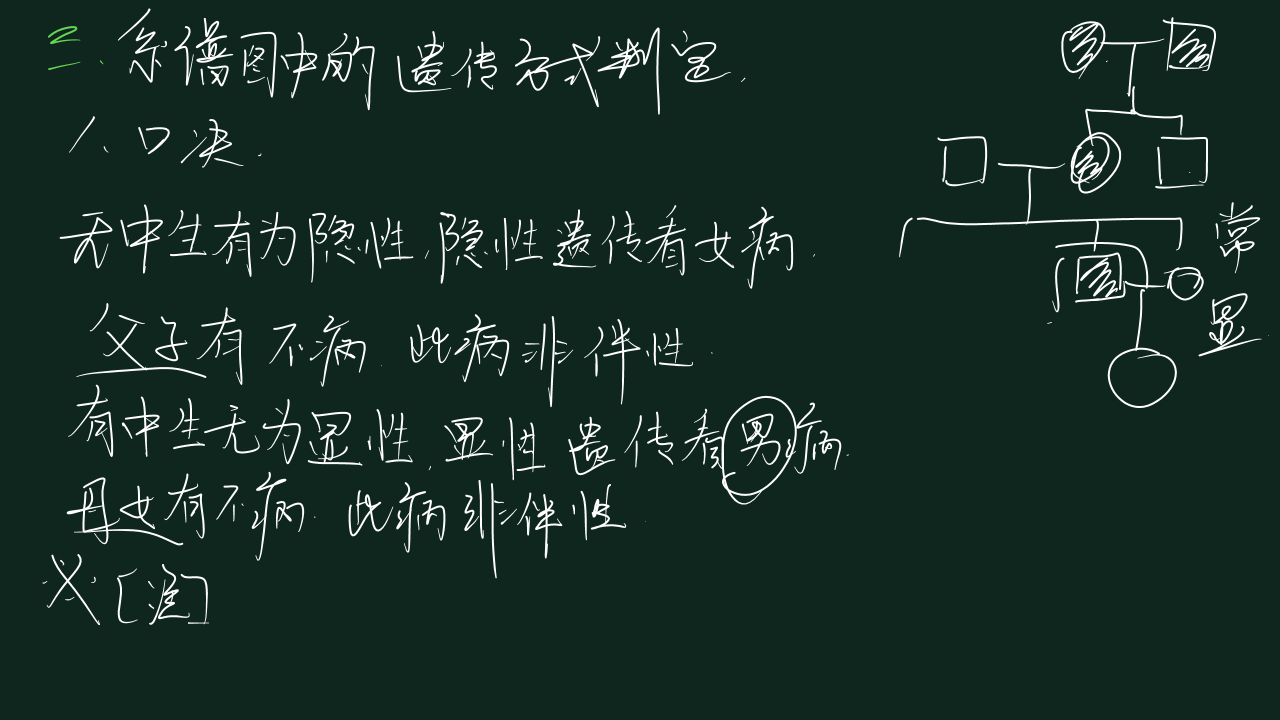 二. 系谱图中的遗传方式判定.
1、口决.
无中生有为隐性,隐性遗传看女病.
父子有不病.此病非伴性.
有中生无为显性,显性遗传看男病.
母女有不病.此病非伴性.
※[准]
常
显